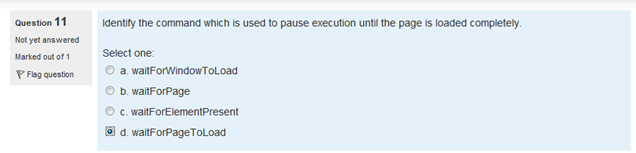 Question 11
Not yet answered
Marked out of 1
Flag question
Identify the command which is used to pause execution until the page is loaded completely.
Select one:
a. waitForWindowToLoad
b. waitForPage
c. waitForElementPresent
d. waitForPageToLoad